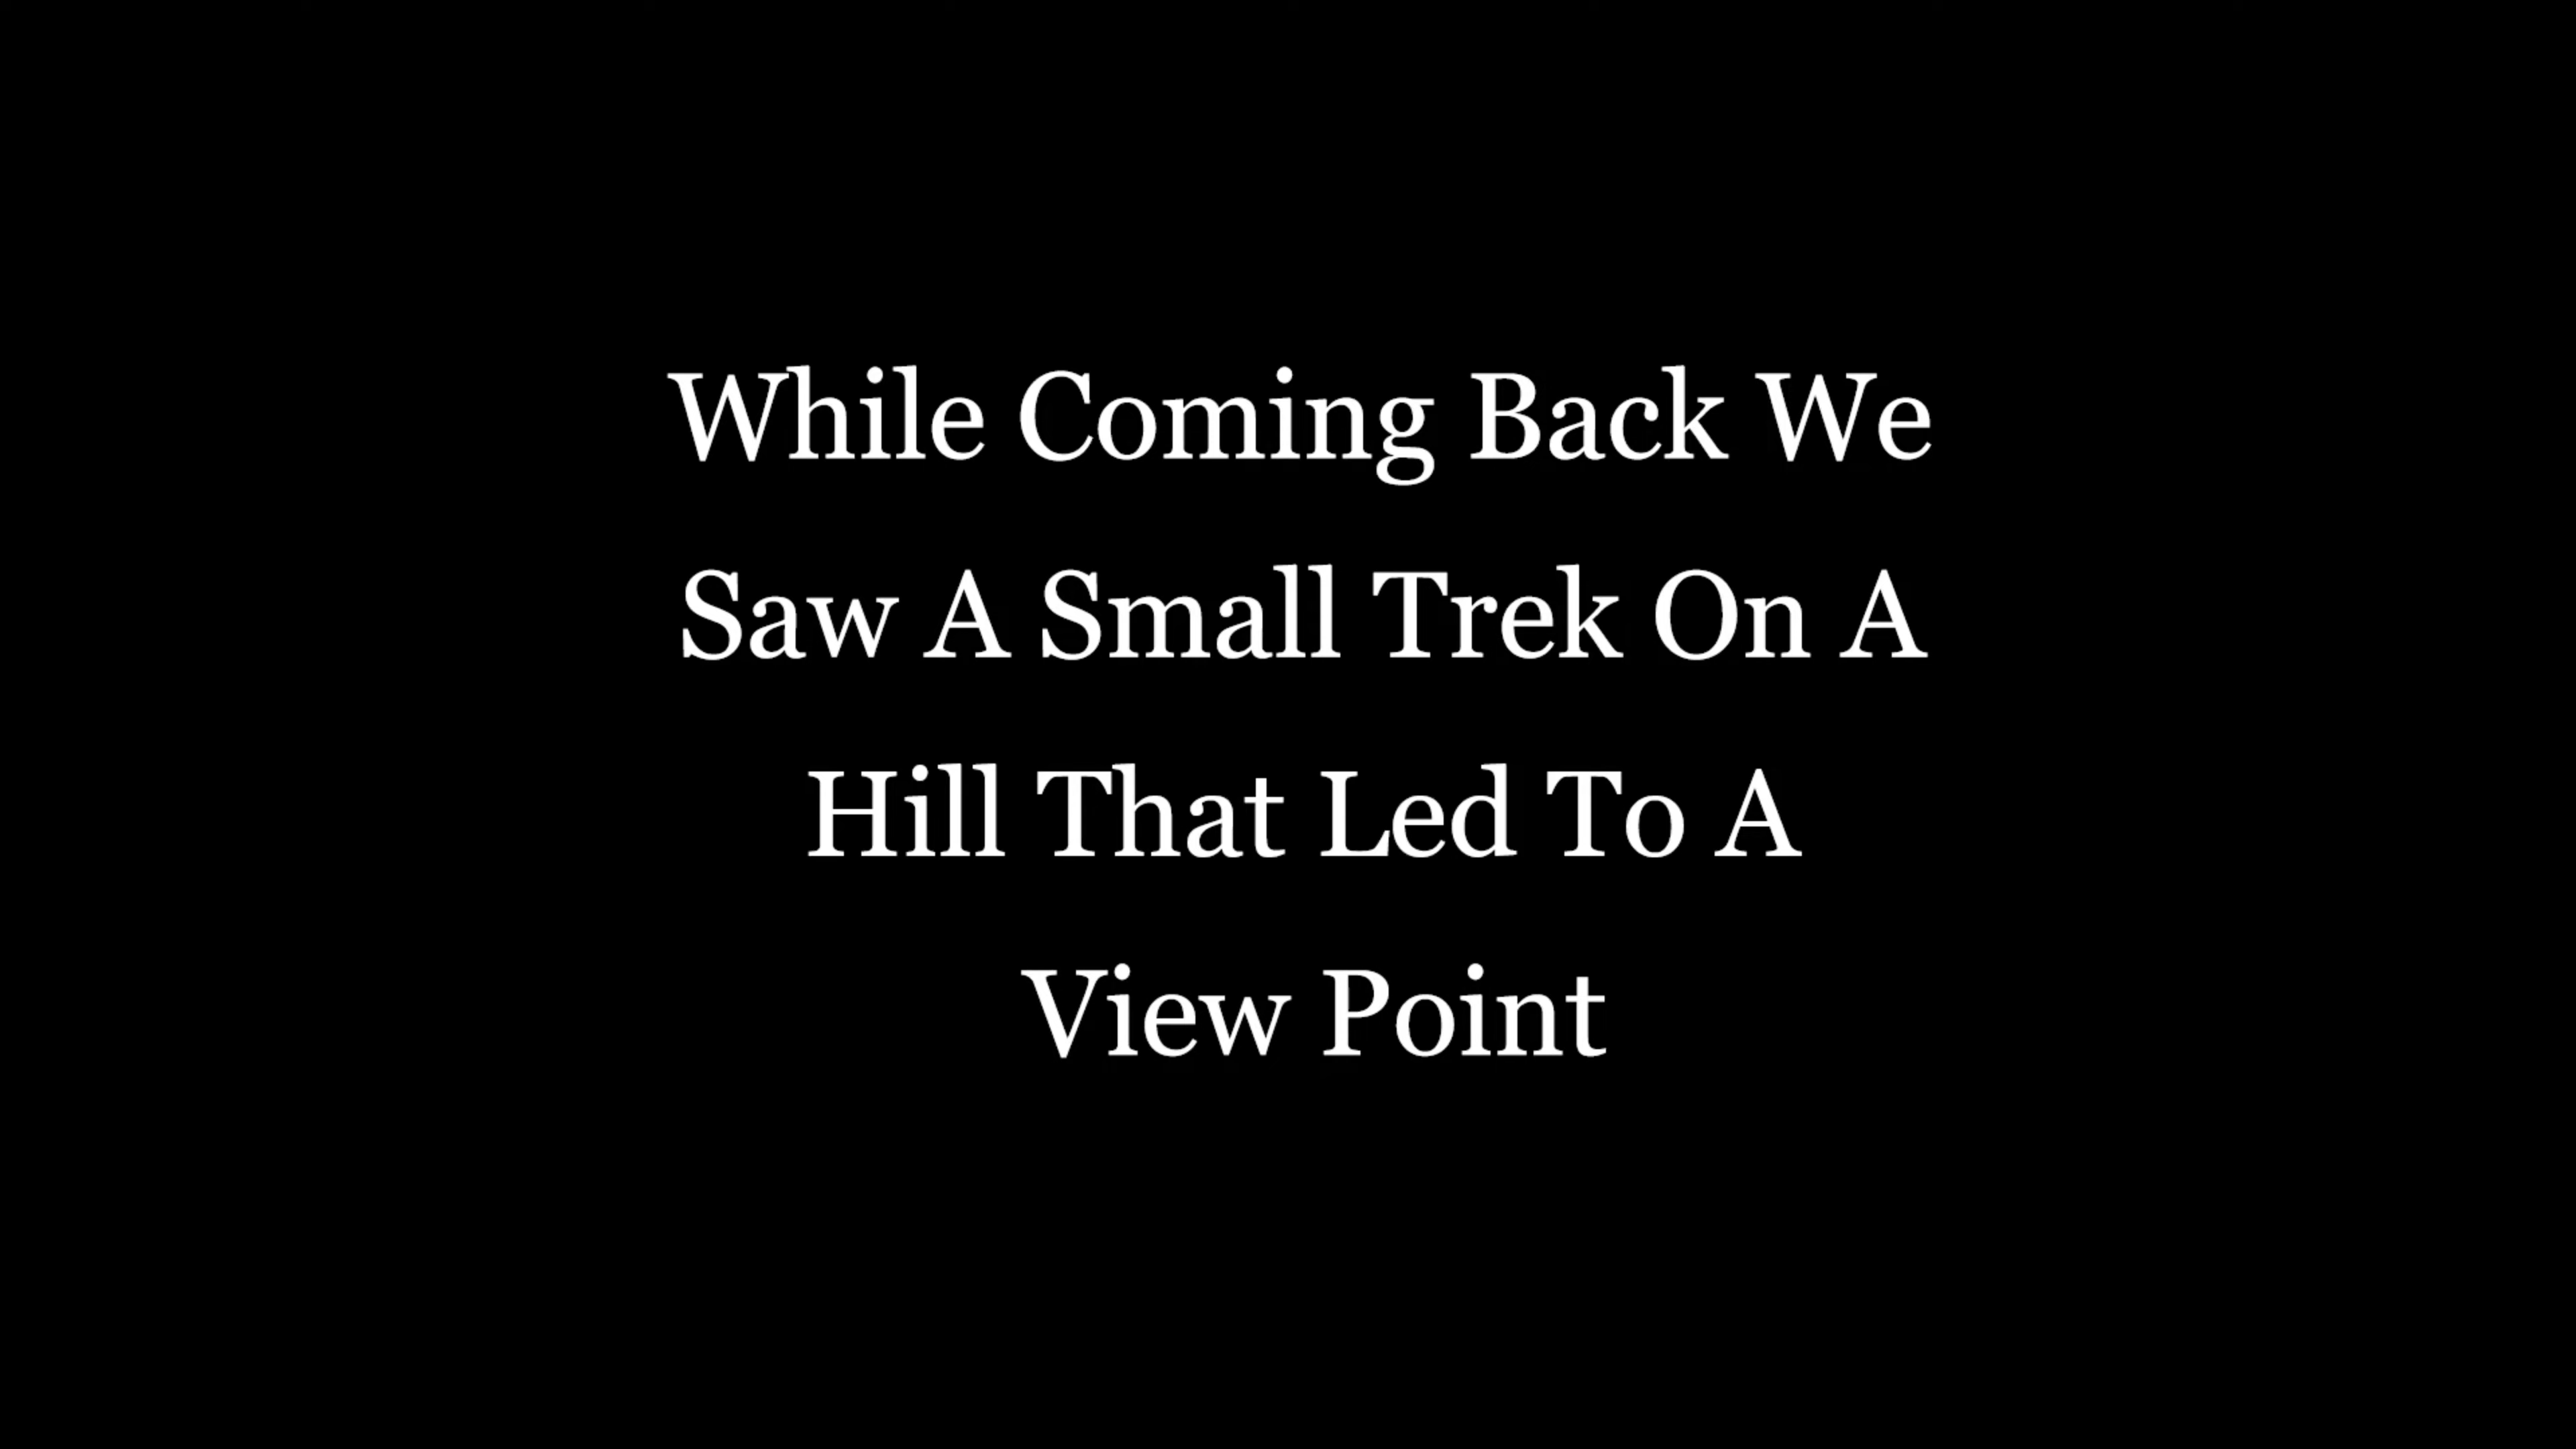 While Coming Back We
Saw A Small Trek On A
Hill That Led To A
View Point